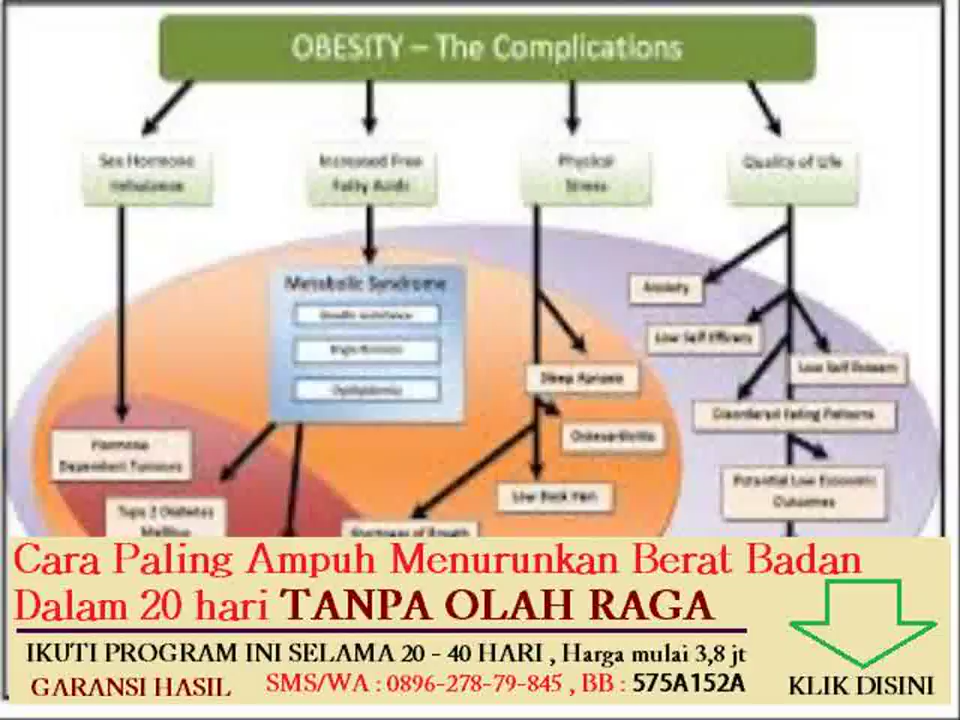 OBESITY – The Complications
Sex Hormone
Imbalance
Increased Free
Fatty Acids
Physical
Stress
Quality of Life
Metabolic Syndrome
Anxiety
Low Self Efficacy
Low Self Esteem
Sleep Apnoea
Disordered Eating Patterns
Osteoarthritis
Hormone
Dependent Tumours
Potential Low Economic
Outcomes
Low Back Pain
Type 2 Diabetes
Mellitus
Shortness of Breath
Cara Paling Ampuh Menurunkan Berat Badan
Dalam 20 hari TANPA OLAH RAGA
IKUTI PROGRAM INI SELAMA 20 - 40 HARI , Harga mulai 3,8 jt
GARANSI HASIL SMS/WA : 0896-278-79-845 , BB : 575A152A
KLIK DISINI